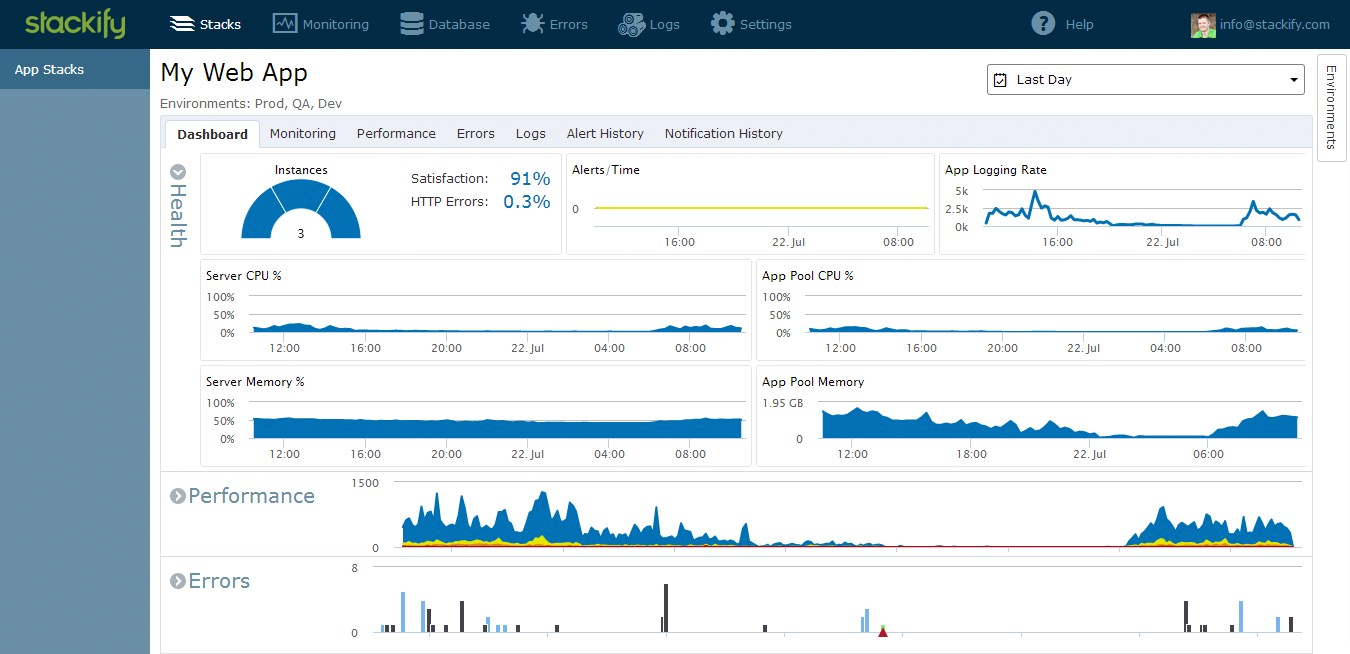 stackify Stacks Monitoring Database Errors Logs Settings Help info@stackify.com
App Stacks
My Web App
Last Day
Environments
Environments: Prod, QA, Dev
Dashboard Monitoring Performance Errors Logs Alert History Notification History
Health
Instances
3
Satisfaction: 91%
HTTP Errors: 0.3%
Alerts/Time
0
16:00 22. Jul 08:00
App Logging Rate
5k
2.5k
0k
16:00 22. Jul 08:00
Server CPU %
100%
50%
0%
12:00 16:00 20:00 22. Jul 04:00 08:00
App Pool CPU %
100%
50%
0%
12:00 16:00 20:00 22. Jul 04:00 08:00
Server Memory %
100%
50%
0%
12:00 16:00 20:00 22. Jul 04:00 08:00
App Pool Memory
1.95 GB
0
12:00 18:00 22. Jul 06:00
Performance
1500
0
Errors
8
0